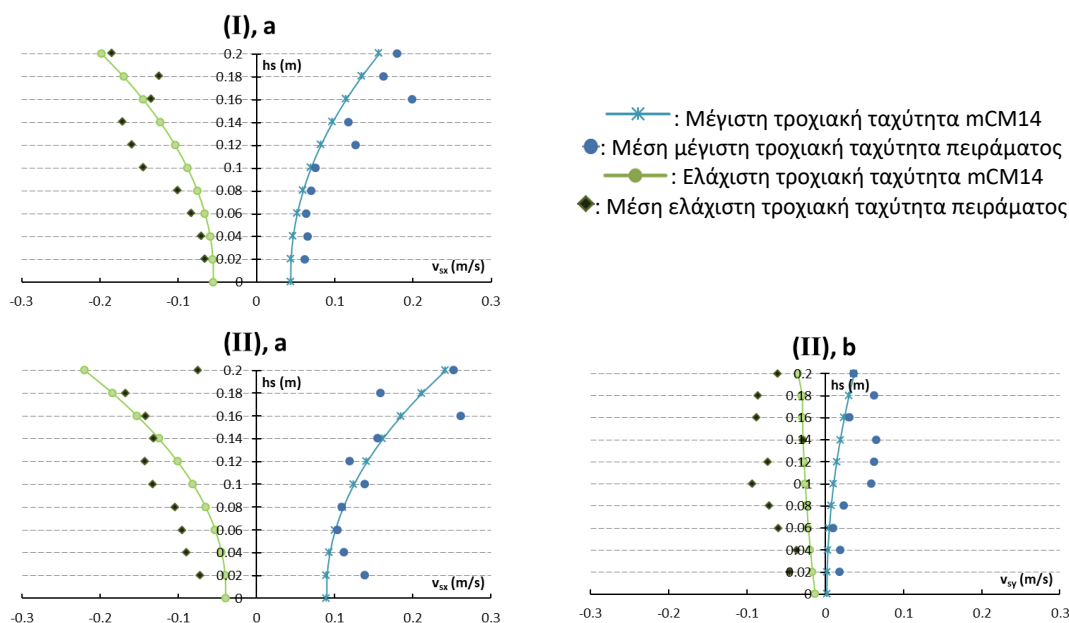 (I), a
hs (m)
0.2
0.18
0.16
0.14
0.12
0.1
0.08
0.06
0.04
0.02
0
vsx (m/s)
-0.3 -0.2 -0.1 0 0.1 0.2 0.3
: Μέγιστη τροχιακή ταχύτητα mCM14
: Μέση μέγιστη τροχιακή ταχύτητα πειράματος
: Ελάχιστη τροχιακή ταχύτητα mCM14
: Μέση ελάχιστη τροχιακή ταχύτητα πειράματος
(II), a
hs (m)
0.2
0.18
0.16
0.14
0.12
0.1
0.08
0.06
0.04
0.02
0
vsx (m/s)
-0.3 -0.2 -0.1 0 0.1 0.2 0.3
(II), b
hs (m)
0.2
0.18
0.16
0.14
0.12
0.1
0.08
0.06
0.04
0.02
0
vsy (m/s)
-0.3 -0.2 -0.1 0 0.1 0.2 0.3